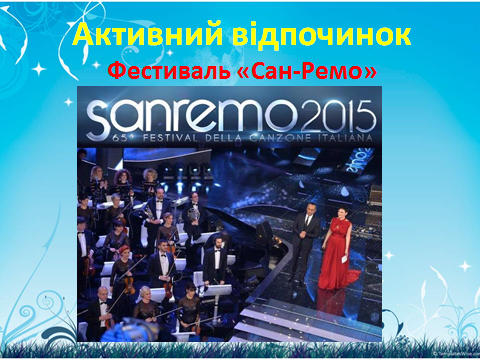 Активний відпочинок
Фестиваль «Сан-Ремо»
sanremo2015
65° FESTIVAL DELLA CANZONE ITALIANA